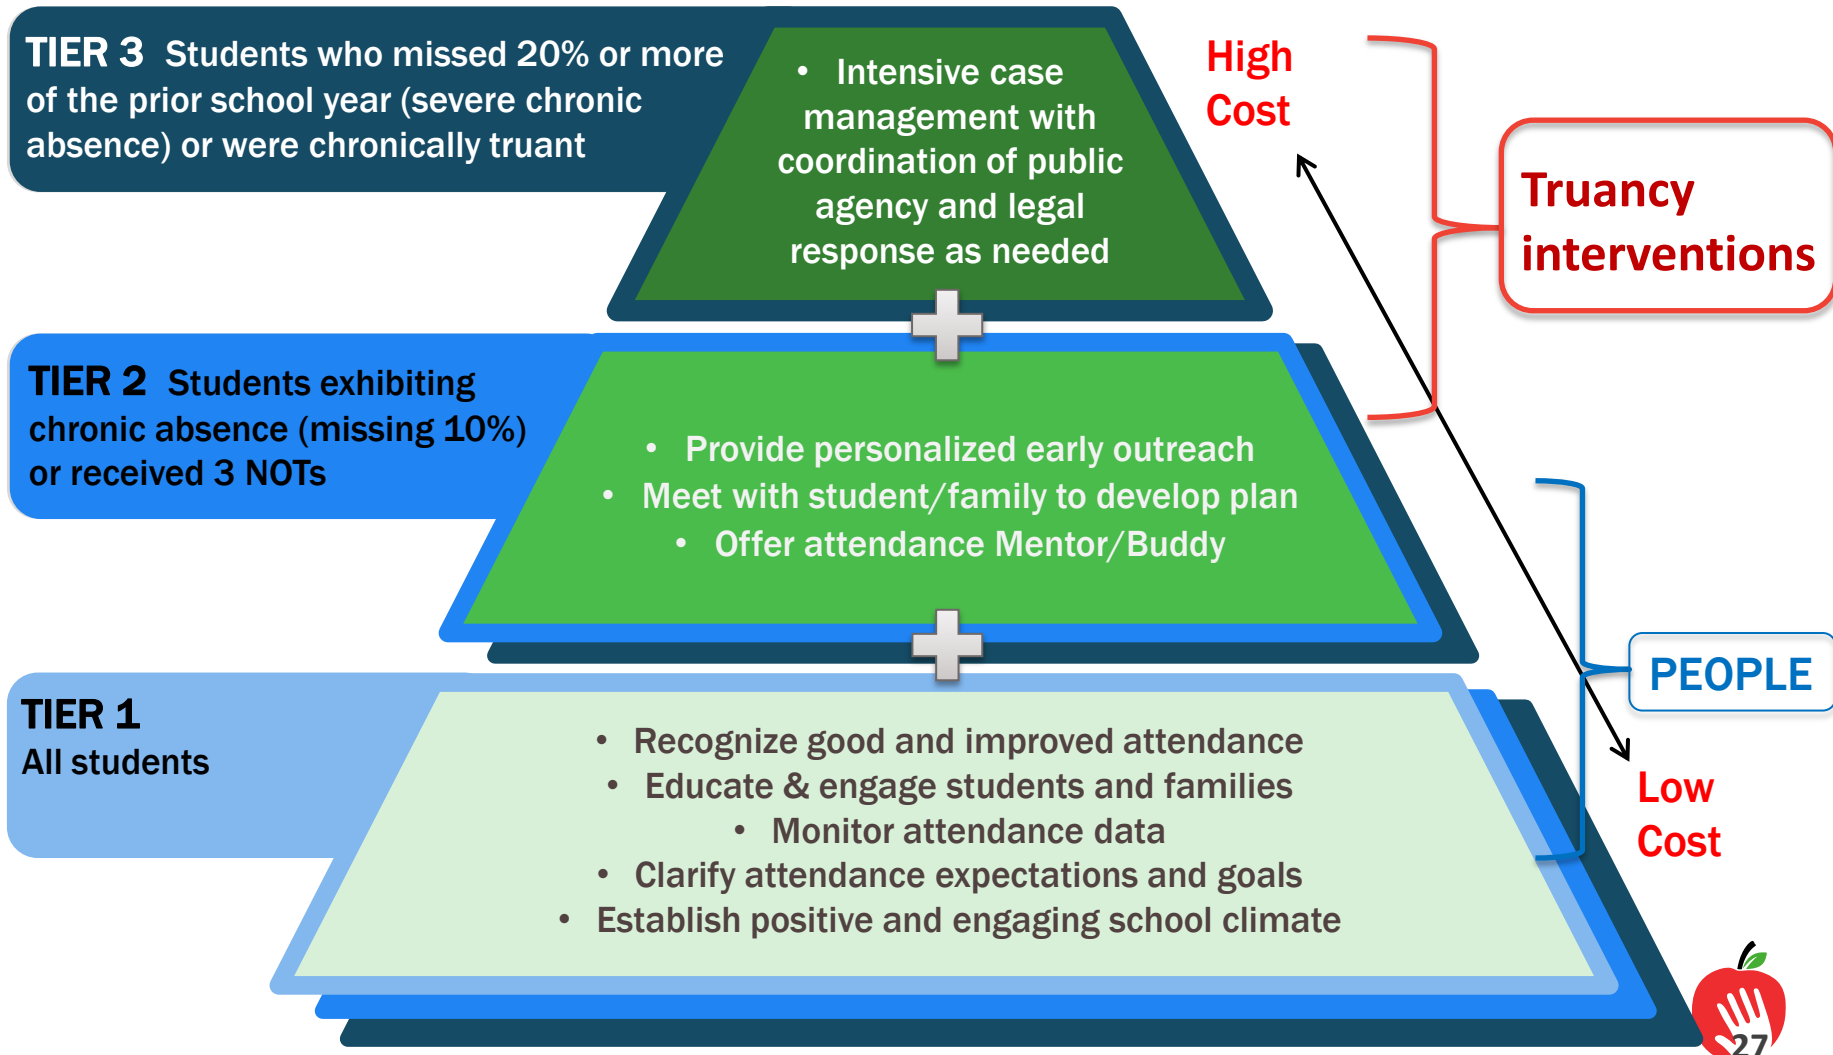 TIER 3 Students who missed 20% or more
of the prior school year (severe chronic
absence) or were chronically truant
• Intensive case
management with
coordination of public
agency and legal
response as needed
High
Cost
Truancy
interventions
TIER 2 Students exhibiting
chronic absence (missing 10%)
or received 3 NOTs
• Provide personalized early outreach
• Meet with student/family to develop plan
• Offer attendance Mentor/Buddy
PEOPLE
TIER 1
All students
• Recognize good and improved attendance
• Educate & engage students and families
• Monitor attendance data
• Clarify attendance expectations and goals
• Establish positive and engaging school climate
Low
Cost
27